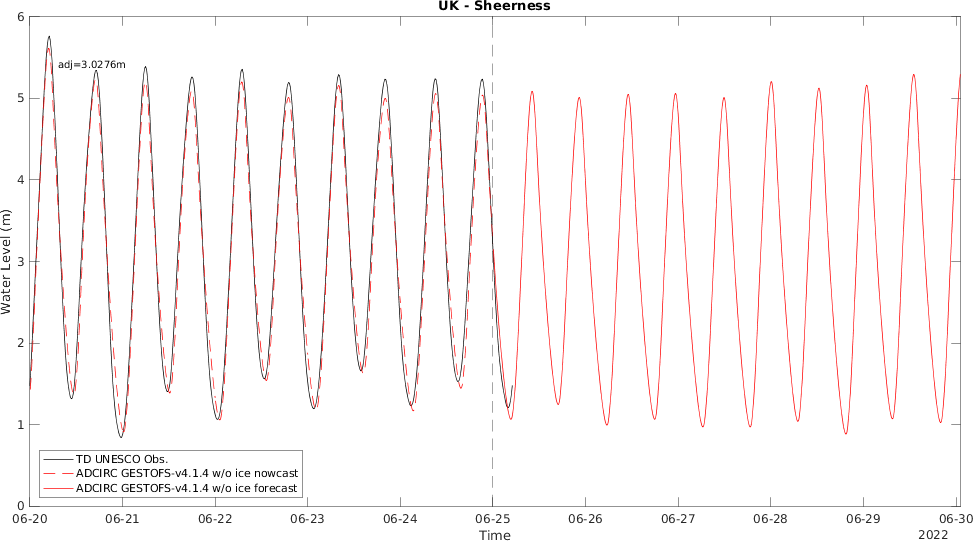 UK - Sheerness
6
5
4
3
2
1
0
Water Level (m)
adj=3.0276m
TD UNESCO Obs.
ADCIRC GESTOFS-v4.1.4 w/o ice nowcast
ADCIRC GESTOFS-v4.1.4 w/o ice forecast
06-20 06-21 06-22 06-23 06-24 06-25 06-26 06-27 06-28 06-29 06-30
Time
2022